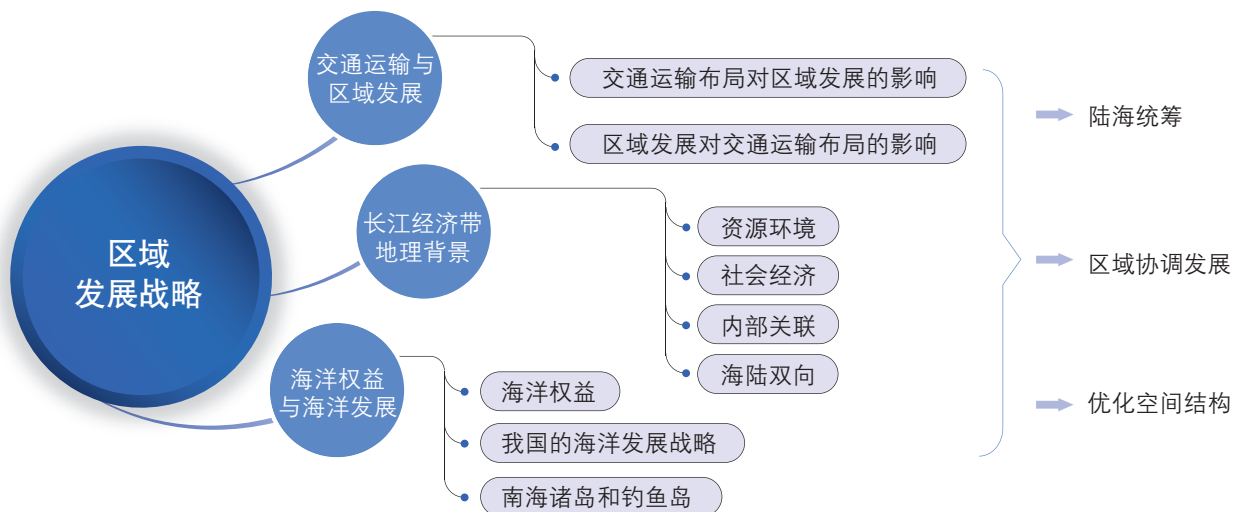 区域
发展战略
交通运输与
区域发展
交通运输布局对区域发展的影响
区域发展对交通运输布局的影响
长江经济带
地理背景
资源环境
社会经济
内部关联
海陆双向
海洋权益
与海洋发展
海洋权益
我国的海洋发展战略
南海诸岛和钓鱼岛
陆海统筹
区域协调发展
优化空间结构